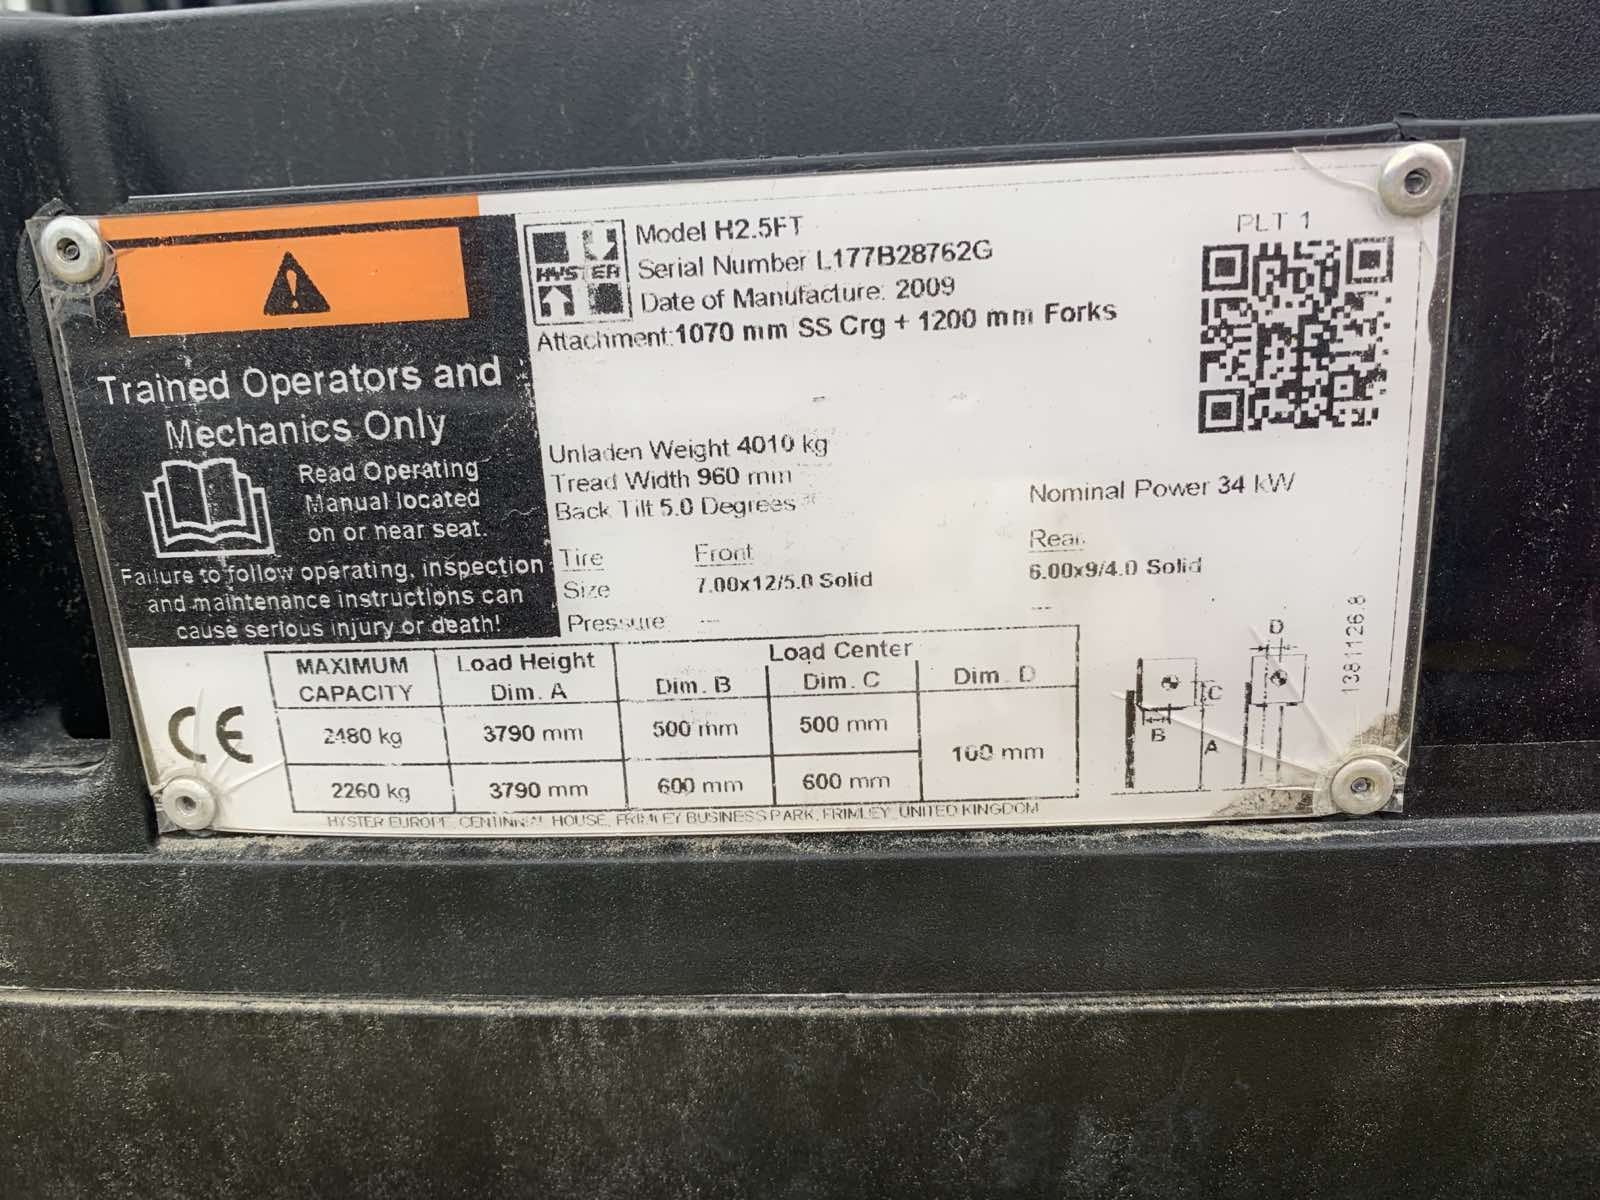 Trained Operators and
Mechanics Only
Read Operating
Manual located
on or near seat.
Failure to follow operating, inspection
and maintenance instructions can
cause serious injury or death!
CE
HYSTER
Model H2.5FT
Serial Number L177B28762G
Date of Manufacture: 2009
Attachment: 1070 mm SS Crg + 1200 mm Forks
PLT 1
Unladen Weight 4010 kg
Tread Width 960 mm
Back Tilt 5.0 Degrees
Nominal Power 34 kW
Tire Front Rear
Size 7.00x12/5.0 Solid 6.00x9/4.0 Solid
Pressure --- ---
MAXIMUM CAPACITY Load Height Dim. A Load Center Dim. B Dim. C Dim. D
2480 kg 3790 mm 500 mm 500 mm 100 mm
2260 kg 3790 mm 600 mm 600 mm
D
C
B A
1381126.8
HYSTER EUROPE, CENTINNIAL HOUSE, FRIMLEY BUSINESS PARK, FRIMLEY, UNITED KINGDOM